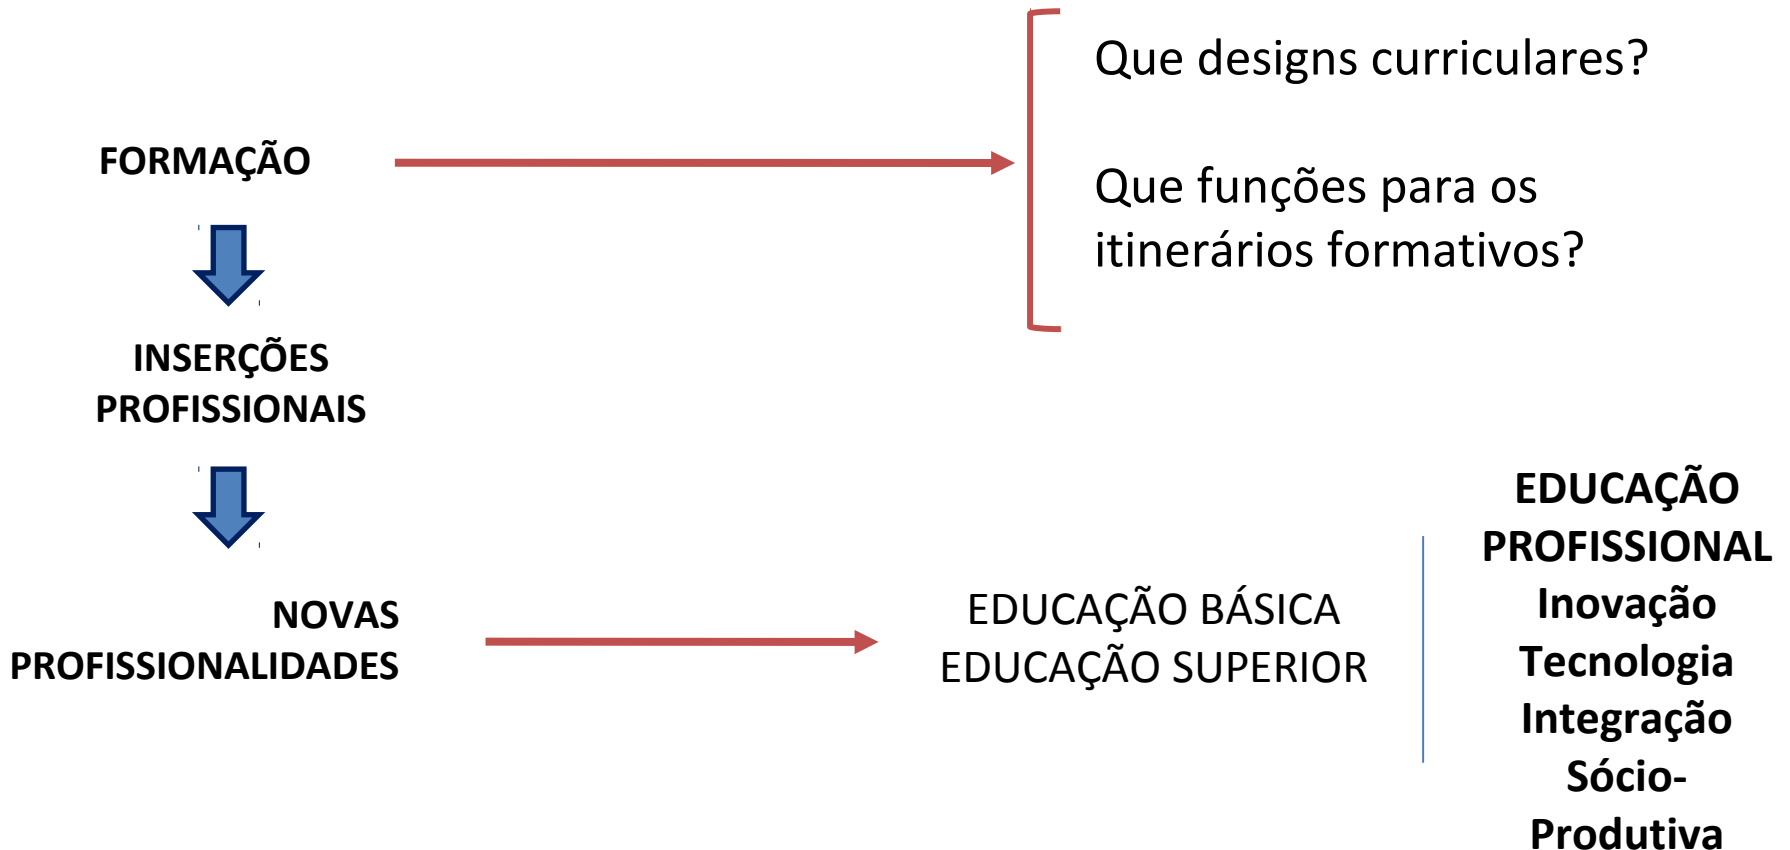 Que designs curriculares?
FORMAÇÃO
Que funções para os
itinerários formativos?
INSERÇÕES
PROFISSIONAIS
NOVAS
PROFISSIONALIDADES
EDUCAÇÃO BÁSICA
EDUCAÇÃO SUPERIOR
EDUCAÇÃO
PROFISSIONAL
Inovação
Tecnologia
Integração
Sócio-
Produtiva